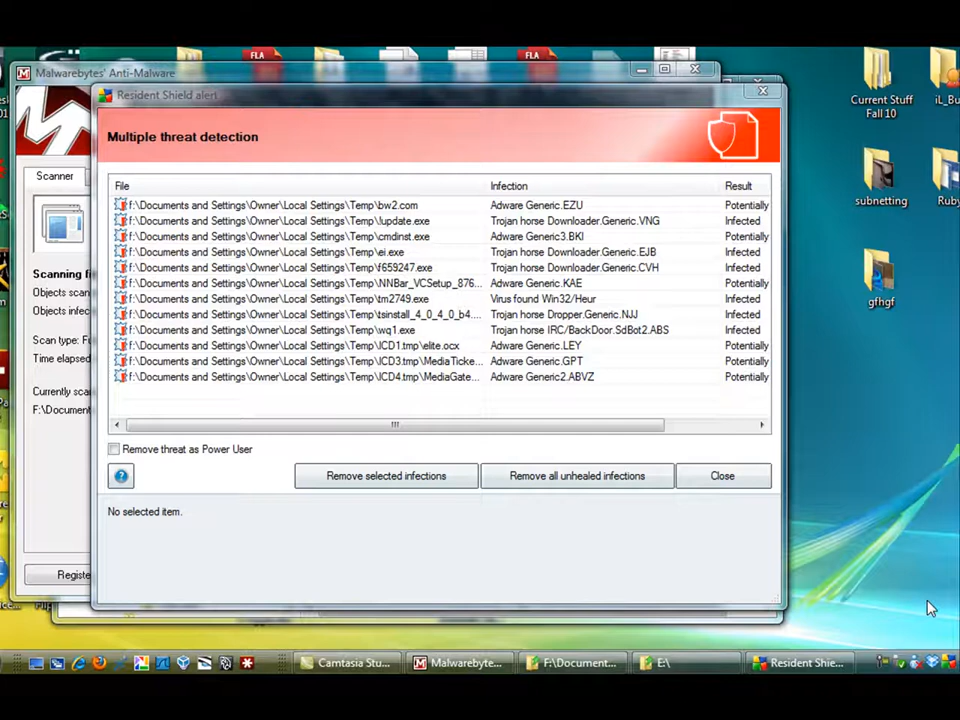 FLA
FLA
Malwarebytes' Anti-Malware
Resident Shield alert
Multiple threat detection
File Infection Result
f:\Documents and Settings\Owner\Local Settings\Temp\bw2.com Adware Generic.EZU Potentially
f:\Documents and Settings\Owner\Local Settings\Temp\update.exe Trojan horse Downloader.Generic.VNG Infected
f:\Documents and Settings\Owner\Local Settings\Temp\cmdinst.exe Adware Generic3.BKI Potentially
f:\Documents and Settings\Owner\Local Settings\Temp\ei.exe Trojan horse Downloader.Generic.EJB Infected
f:\Documents and Settings\Owner\Local Settings\Temp\f659247.exe Trojan horse Downloader.Generic.CVH Infected
f:\Documents and Settings\Owner\Local Settings\Temp\NNBar_VCSetup_876... Adware Generic.KAE Potentially
f:\Documents and Settings\Owner\Local Settings\Temp\tm2749.exe Virus found Win32/Heur Infected
f:\Documents and Settings\Owner\Local Settings\Temp\tsinstall_4_0_4_0_b4.... Trojan horse Dropper.Generic.NJJ Infected
f:\Documents and Settings\Owner\Local Settings\Temp\wq1.exe Trojan horse IRC/BackDoor.SdBot2.ABS Infected
f:\Documents and Settings\Owner\Local Settings\Temp\ICD1.tmp\elite.ocx Adware Generic.LEY Potentially
f:\Documents and Settings\Owner\Local Settings\Temp\ICD3.tmp\MediaTicke... Adware Generic.GPT Potentially
f:\Documents and Settings\Owner\Local Settings\Temp\ICD4.tmp\MediaGate... Adware Generic2.ABVZ Potentially
Remove threat as Power User
Remove selected infections
Remove all unhealed infections
Close
No selected item.
Scanner
Scanning fi
Objects scan
Objects infec
Scan type: Fu
Time elapsed
Currently sca
F:\Document
Registe
Current Stuff
Fall 10
iL_Bu
subnetting
Ruby
gfhgf
Camtasia Stu...
Malwarebyte...
F:\Document...
E:\
Resident Shie...